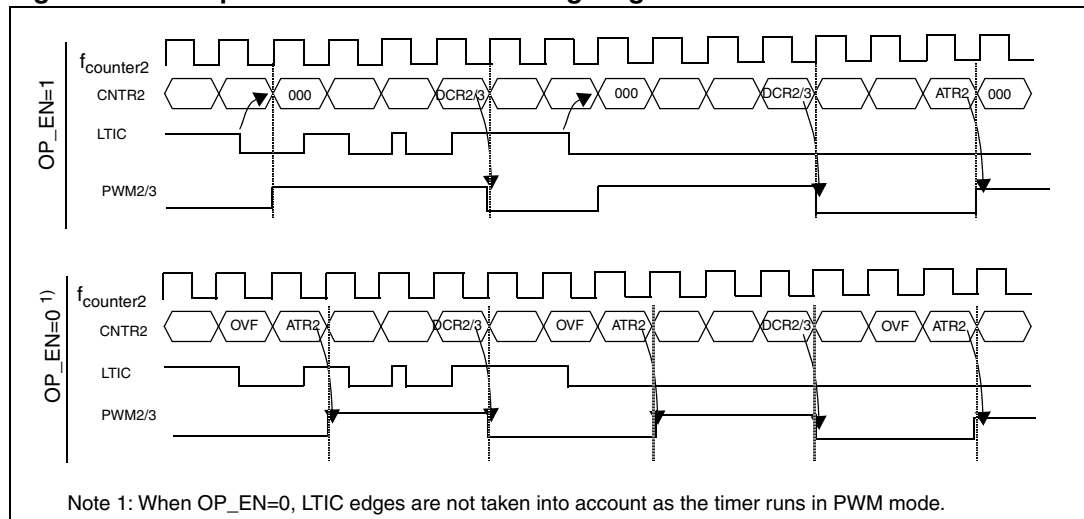 OP_EN=1
fcounter2
CNTR2 000 DCR2/3 000 DCR2/3 ATR2 000
LTIC
PWM2/3
OP_EN=0 1)
fcounter2
CNTR2 OVF ATR2 DCR2/3 OVF ATR2 DCR2/3 OVF ATR2
LTIC
PWM2/3
Note 1: When OP_EN=0, LTIC edges are not taken into account as the timer runs in PWM mode.